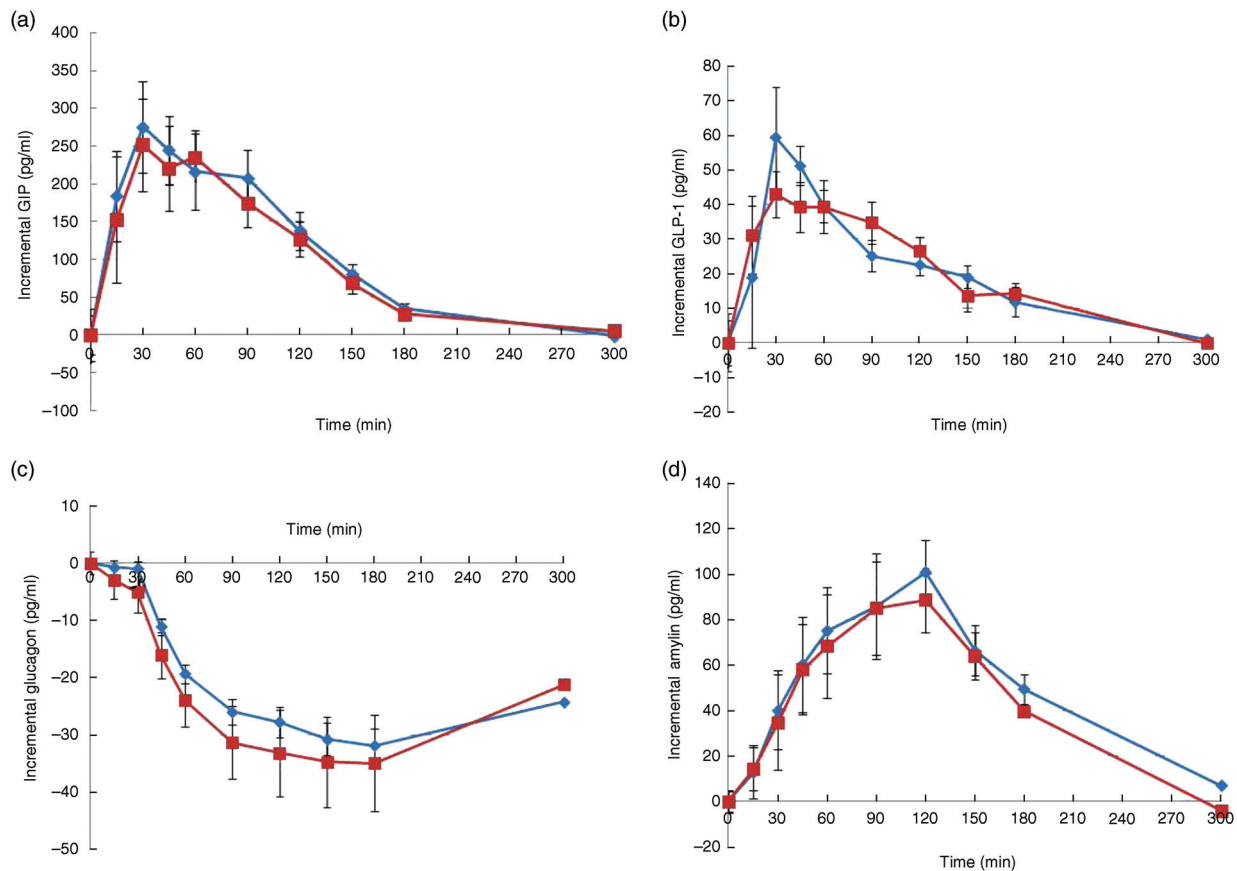 (a)
400
350
300
250
200
150
100
50
0
–50
–100
Incremental GIP (pg/ml)
0 30 60 90 120 150 180 210 240 270 300
Time (min)
(b)
80
70
60
50
40
30
20
10
0
–10
–20
Incremental GLP-1 (pg/ml)
0 30 60 90 120 150 180 210 240 270 300
Time (min)
(c)
10
0
–10
–20
–30
–40
–50
Incremental glucagon (pg/ml)
Time (min)
0 30 60 90 120 150 180 210 240 270 300
(d)
140
120
100
80
60
40
20
0
–20
Incremental amylin (pg/ml)
0 30 60 90 120 150 180 210 240 270 300
Time (min)